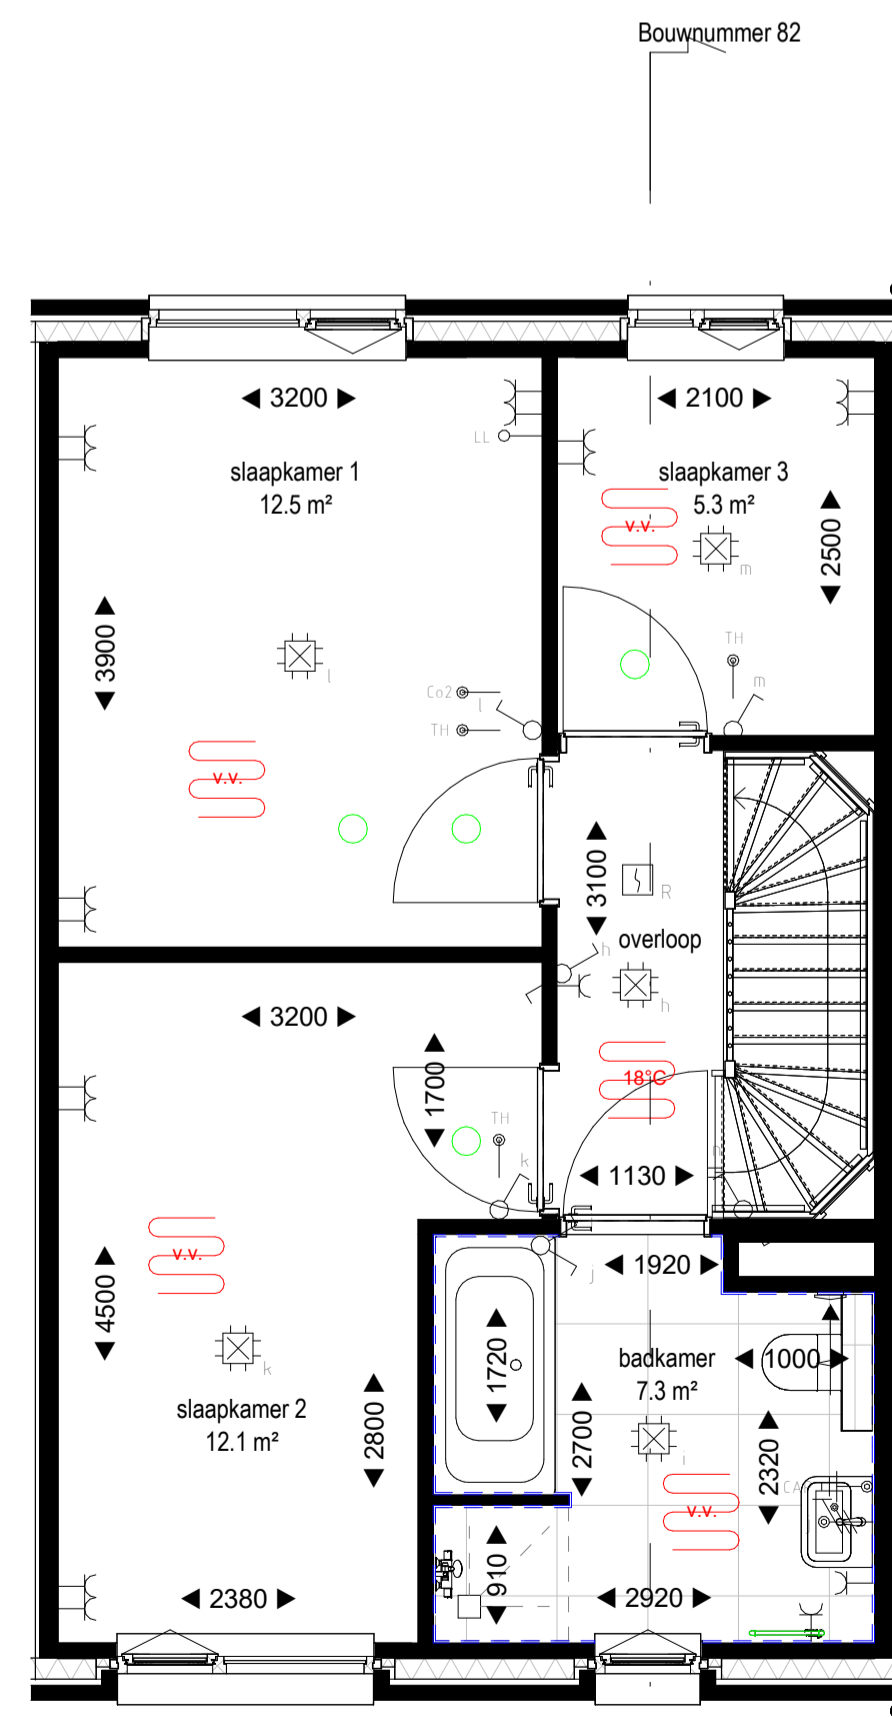 Bouwnummer 82
3200
2100
LL
slaapkamer 1
12.5 m²
slaapkamer 3
5.3 m²
v.v.
2500
m
3900
l
TH
m
Co2
l
TH
v.v.
3100
R
overloop
h
h
3200
1700
18°C
TH
k
1130
n
v.v.
4500
j
1920
k
1720
badkamer
7.3 m²
1000
slaapkamer 2
12.1 m²
2800
2700
i
2320
v.v.
910
2380
2920